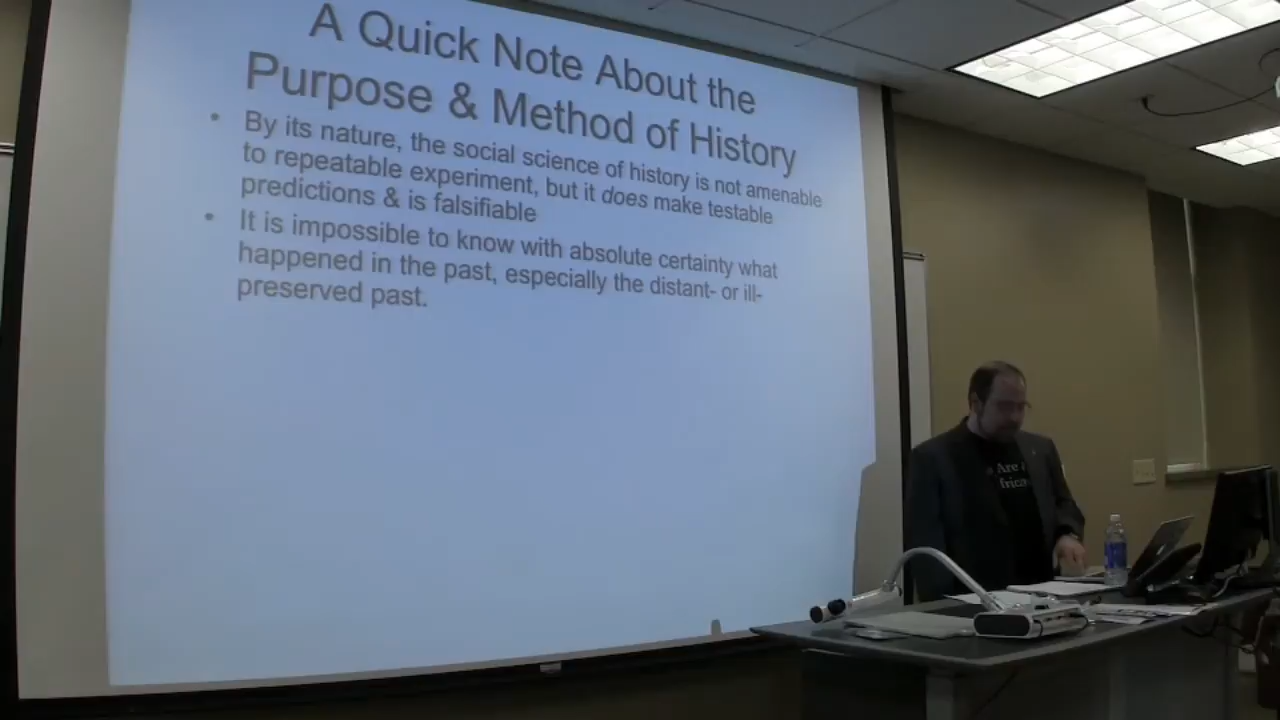 A Quick Note About the
Purpose & Method of History
• By its nature, the social science of history is not amenable
to repeatable experiment, but it does make testable
predictions & is falsifiable
• It is impossible to know with absolute certainty what
happened in the past, especially the distant- or ill-
preserved past.
Are
frica